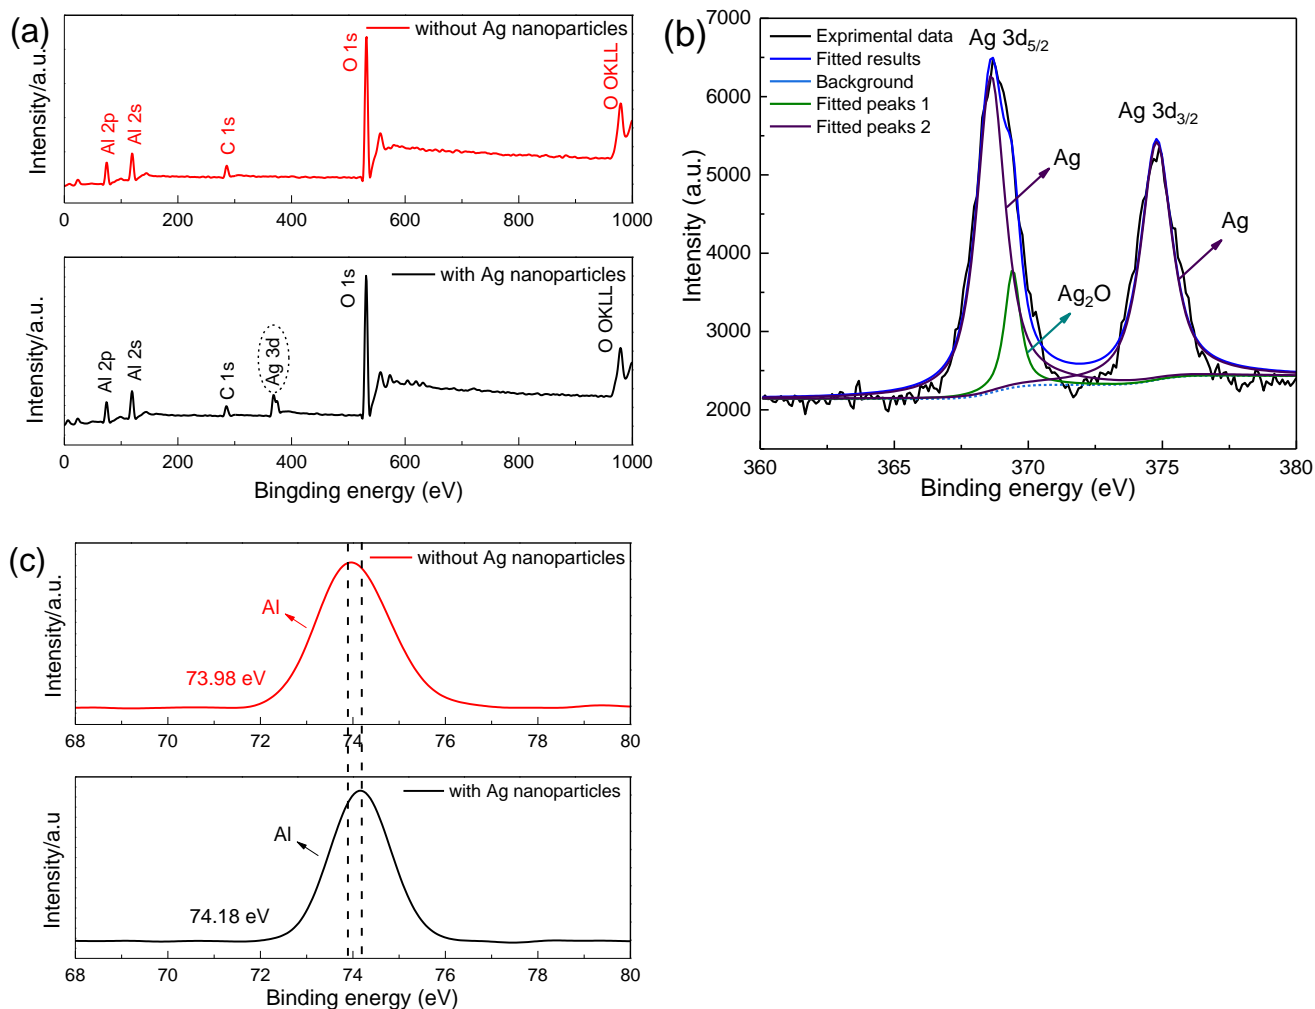 (a)
without Ag nanoparticles
Intensity/a.u.
Al 2p
Al 2s
C 1s
O 1s
O OKLL
0 200 400 600 800 1000
with Ag nanoparticles
Intensity/a.u.
Al 2p
Al 2s
C 1s
Ag 3d
O 1s
O OKLL
0 200 400 600 800 1000
Bingding energy (eV)
(b)
7000
6000
5000
4000
3000
2000
Intensity (a.u.)
Exprimental data
Fitted results
Background
Fitted peaks 1
Fitted peaks 2
Ag 3d5/2
Ag 3d3/2
Ag
Ag
Ag2O
360 365 370 375 380
Binding energy (eV)
(c)
without Ag nanoparticles
Intensity/a.u.
Al
73.98 eV
68 70 72 74 76 78 80
with Ag nanoparticles
Intensity/a.u
Al
74.18 eV
68 70 72 74 76 78 80
Binding energy (eV)